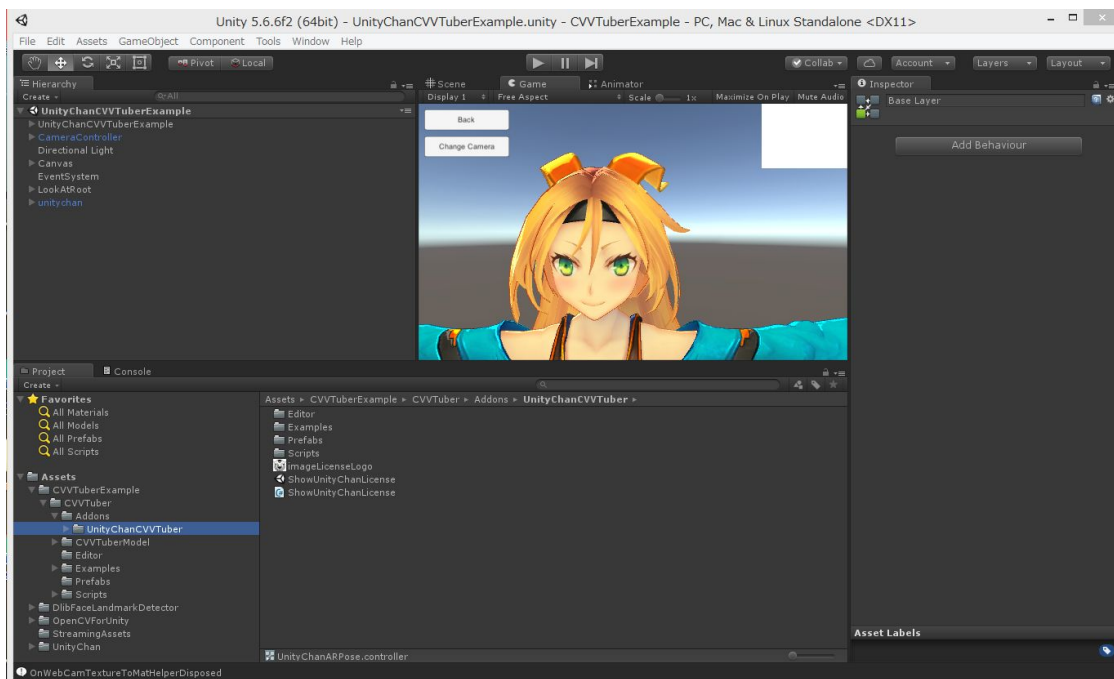 Unity 5.6.6f2 (64bit) - UnityChanCVVTuberExample.unity - CVVTuberExample - PC, Mac & Linux Standalone <DX11>
File Edit Assets GameObject Component Tools Window Help
Pivot Local Collab Account Layers Layout
Hierarchy
Create All
UnityChanCVVTuberExample
UnityChanCVVTuberExample
CameraController
Directional Light
Canvas
EventSystem
LookAtRoot
unitychan
Scene Game Animator
Display 1 Free Aspect Scale 1x Maximize On Play Mute Audio
Back
Change Camera
Inspector
Base Layer
Add Behaviour
Project Console
Create
Favorites
All Materials
All Models
All Prefabs
All Scripts
Assets
CVVTuberExample
CVVTuber
Addons
UnityChanCVVTuber
CVVTuberModel
Editor
Examples
Prefabs
Scripts
DlibFaceLandmarkDetector
OpenCVForUnity
StreamingAssets
UnityChan
Assets CVVTuberExample CVVTuber Addons UnityChanCVVTuber
Editor
Examples
Prefabs
Scripts
imageLicenseLogo
ShowUnityChanLicense
ShowUnityChanLicense
UnityChanARPose.controller
Asset Labels
OnWebCamTextureToMatHelperDisposed